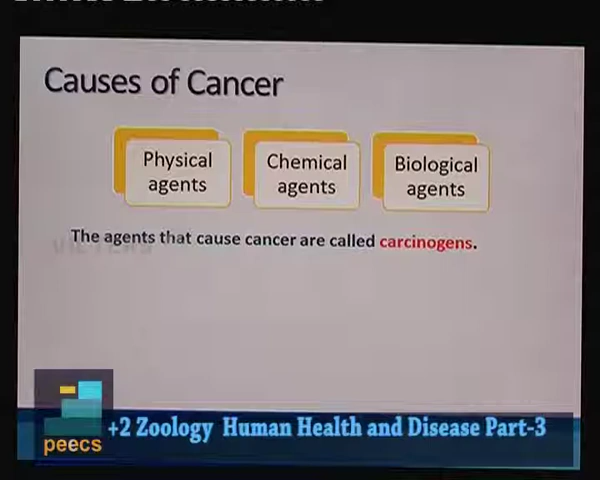 Causes of Cancer
Physical
agents
Chemical
agents
Biological
agents
The agents that cause cancer are called carcinogens.
peecs
+2 Zoology Human Health and Disease Part-3